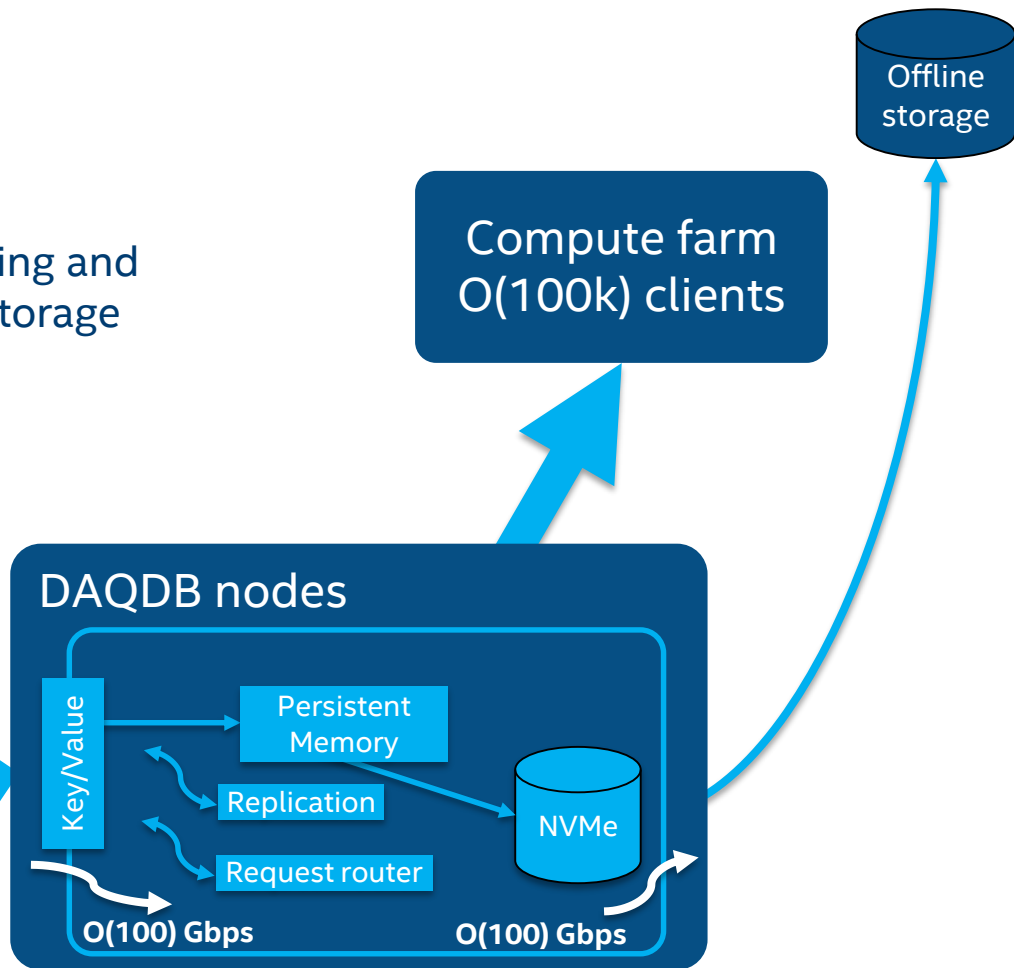 Offline
storage
ing and
torage
Compute farm
O(100k) clients
DAQDB nodes
Key/Value
Persistent
Memory
Replication
NVMe
Request router
O(100) Gbps
O(100) Gbps